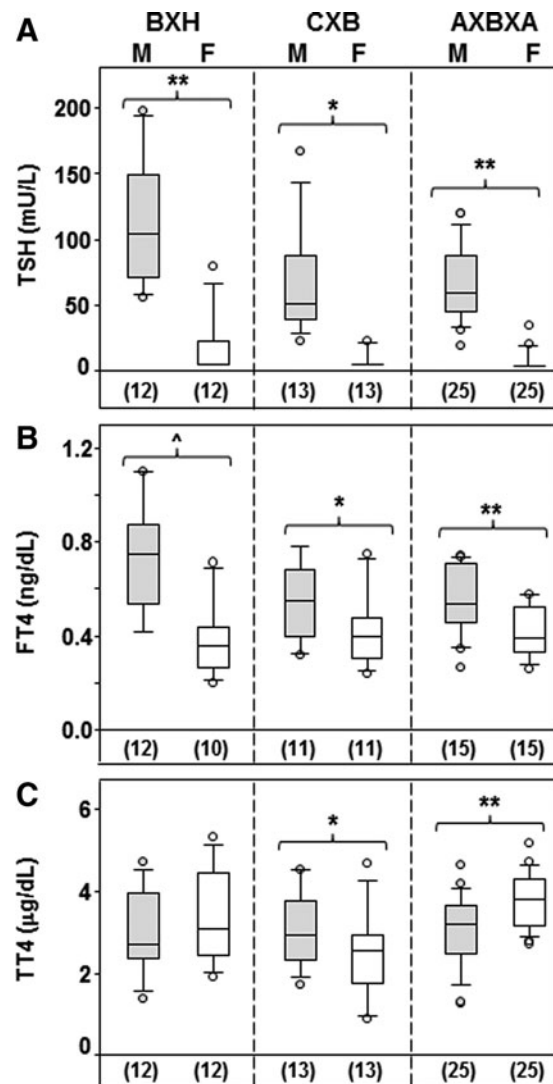 A
BXH CXB AXBXA
M F M F M F
** * **
TSH (mU/L)
200
150
100
50
0
(12) (12) (13) (13) (25) (25)
B
^ * **
FT4 (ng/dL)
1.2
0.8
0.4
0.0
(12) (10) (11) (11) (15) (15)
C
* **
TT4 (µg/dL)
6
4
2
0
(12) (12) (13) (13) (25) (25)